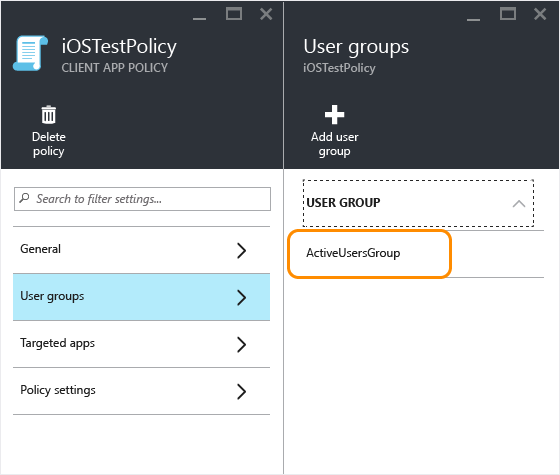 iOSTestPolicy
CLIENT APP POLICY
Delete
policy
Search to filter settings...
General
User groups
Targeted apps
Policy settings
User groups
iOSTestPolicy
Add user
group
USER GROUP
ActiveUsersGroup